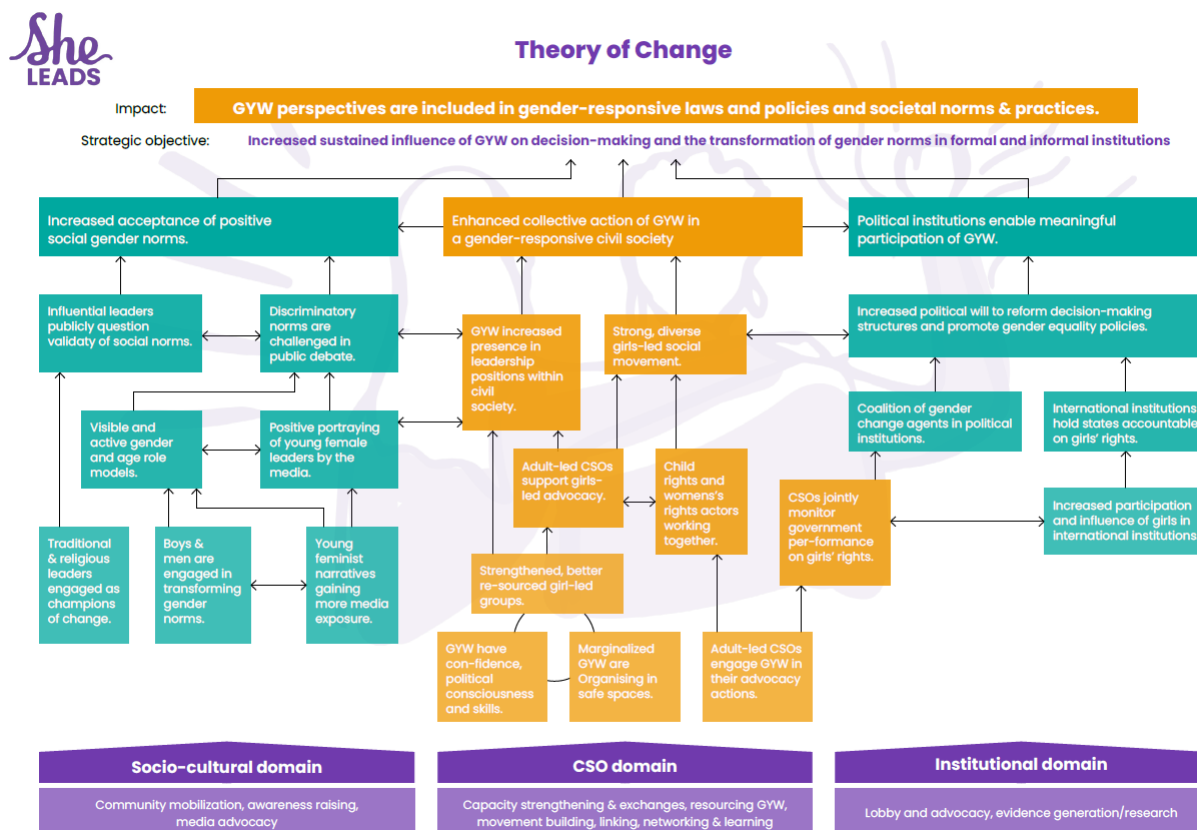 She
LEADS
Theory of Change
Impact:
GYW perspectives are included in gender-responsive laws and policies and societal norms & practices.
Strategic objective:
Increased sustained influence of GYW on decision-making and the transformation of gender norms in formal and informal institutions
Increased acceptance of positive
social gender norms.
Enhanced collective action of GYW in
a gender-responsive civil society
Political institutions enable meaningful
participation of GYW.
Influential leaders
publicly question
validaty of social norms.
Discriminatory
norms are
challenged in
public debate.
GYW increased
presence in
leadership
positions within
civil
society.
Strong, diverse
girls-led social
movement.
Increased political will to reform decision-making
structures and promote gender equality policies.
Visible and
active gender
and age role
models.
Positive portraying
of young female
leaders by the
media.
Adult-led CSOs
support girls-
led advocacy.
Child
rights and
womens's
rights actors
working
together.
Coalition of gender
change agents in political
institutions.
International institutions
hold states accountable
on girls' rights.
CSOs jointly
monitor
government
per-formance
on girls' rights.
Increased participation
and influence of girls in
international institutions.
Traditional
& religious
leaders
engaged as
champions
of change.
Boys &
men are
engaged in
transforming
gender
norms.
Young
feminist
narratives
gaining
more media
exposure.
Strengthened, better
re-sourced girl-led
groups.
GYW have
con-fidence,
political
consciousness
and skills.
Marginalized
GYW are
Organising in
safe spaces.
Adult-led CSOs
engage GYW in
their advocacy
actions.
Socio-cultural domain
Community mobilization, awareness raising,
media advocacy
CSO domain
Capacity strengthening & exchanges, resourcing GYW,
movement building, linking, networking & learning
Institutional domain
Lobby and advocacy, evidence generation/research